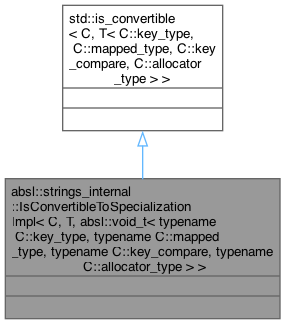 std::is_convertible
< C, T< C::key_type,
C::mapped_type, C::key
_compare, C::allocator
_type > >
absl::strings_internal
::IsConvertibleToSpecialization
Impl< C, T, absl::void_t< typename
C::key_type, typename C::mapped
_type, typename C::key_compare, typename
C::allocator_type > >